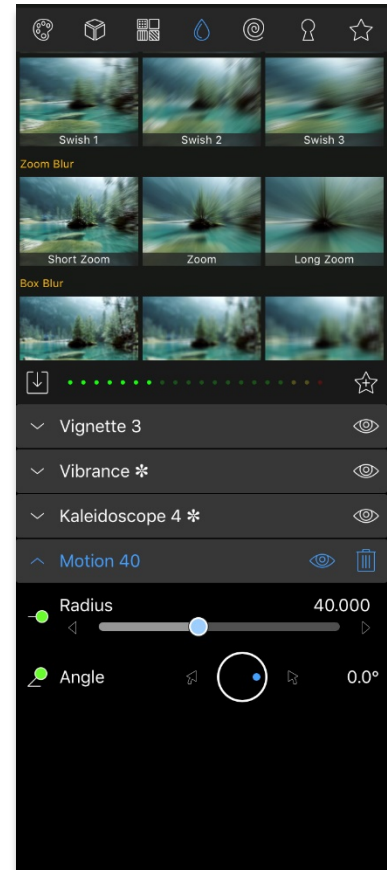 Swish 1
Swish 2
Swish 3
Zoom Blur
Short Zoom
Zoom
Long Zoom
Box Blur
Vignette 3
Vibrance ✻
Kaleidoscope 4 ✻
Motion 40
Radius 40.000
Angle 0.0°